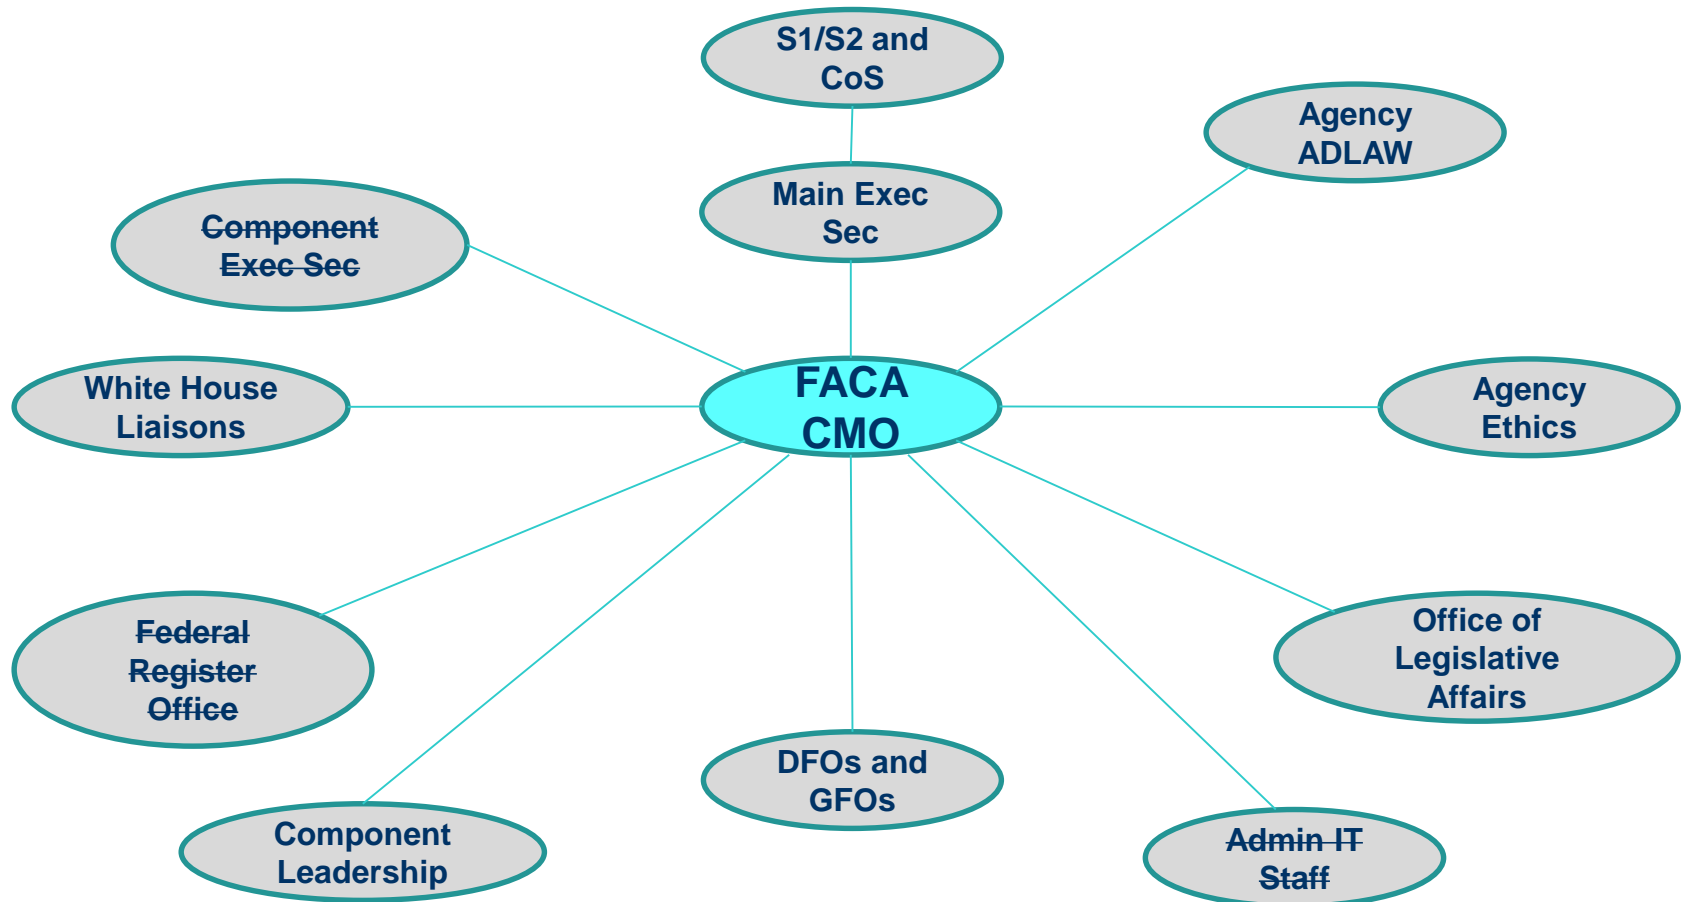 S1/S2 and
CoS
Agency
ADLAW
Main Exec
Sec
Component
Exec Sec
White House
Liaisons
FACA
CMO
Agency
Ethics
Federal
Register
Office
Office of
Legislative
Affairs
DFOs and
GFOs
Component
Leadership
Admin IT
Staff